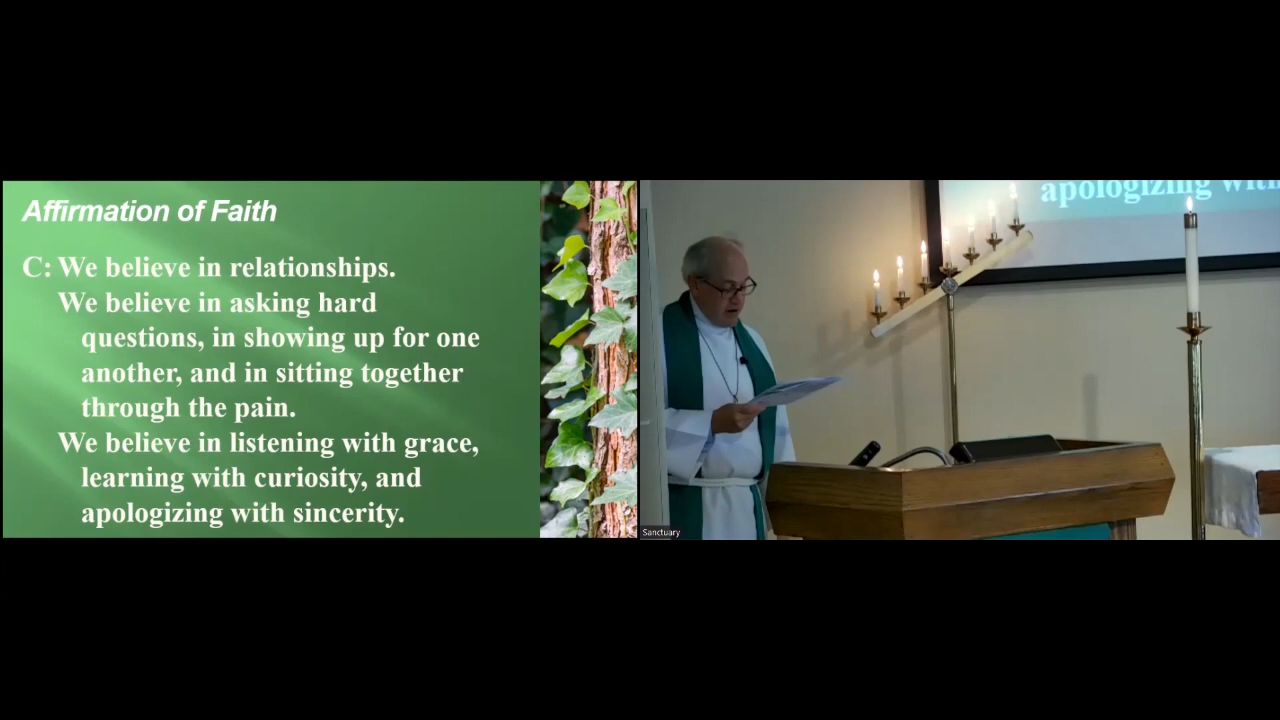 Affirmation of Faith
C: We believe in relationships.
We believe in asking hard
questions, in showing up for one
another, and in sitting together
through the pain.
We believe in listening with grace,
learning with curiosity, and
apologizing with sincerity.
apologizing with
Sanctuary